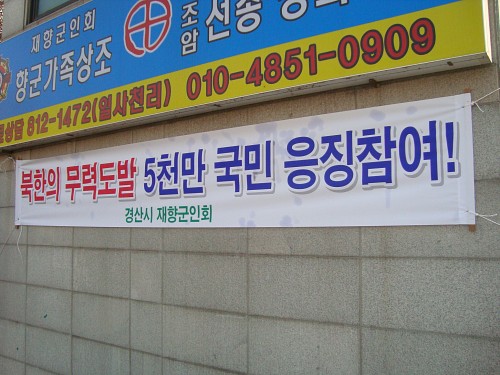 재향군인회
향군가족상조
조
암
812-1472(일사천리) 010-4851-0909
북한의 무력도발 5천만 국민 응징참여!
경산시 재향군인회